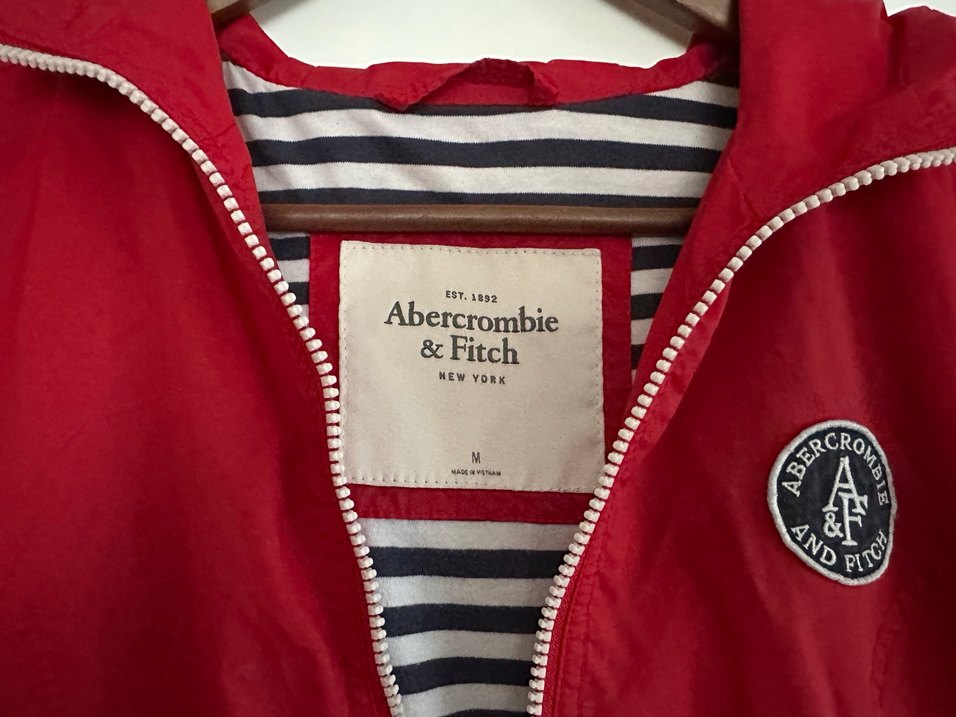 EST. 1892
Abercrombie
& Fitch
NEW YORK
M
MADE IN VIETNAM
ABERCROMBIE
A
&F
AND FITCH